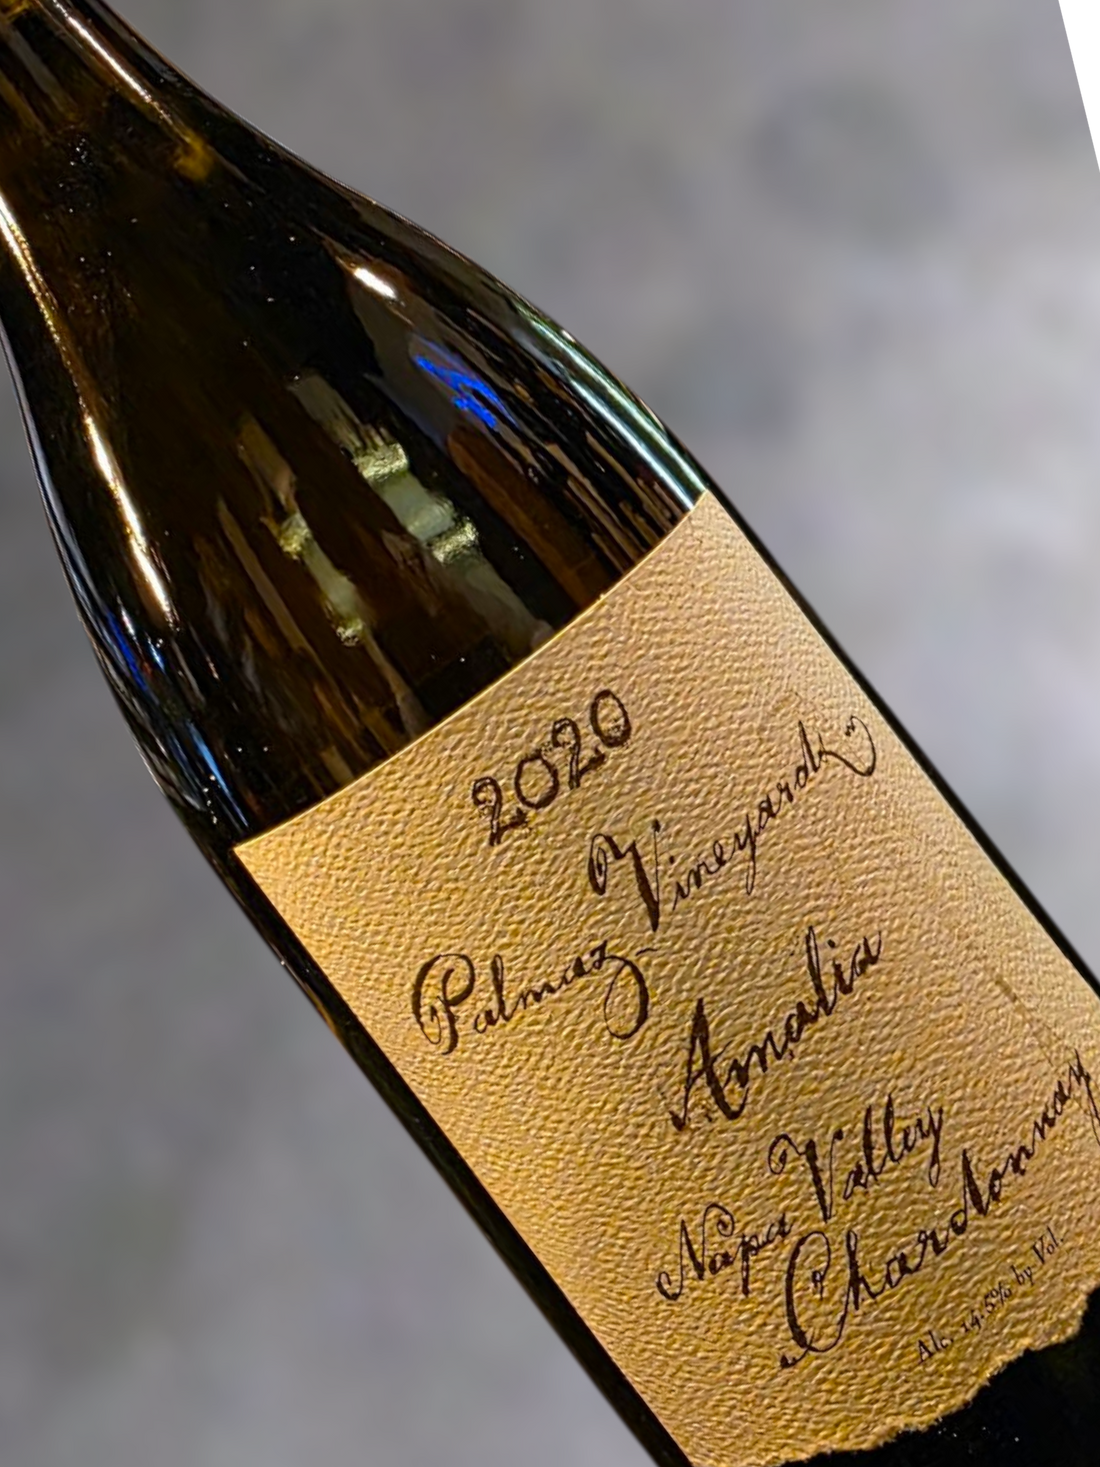 2020
Palmaz Vineyards
Amalia
Napa Valley
Chardonnay
Alc. 14.5% by Vol.